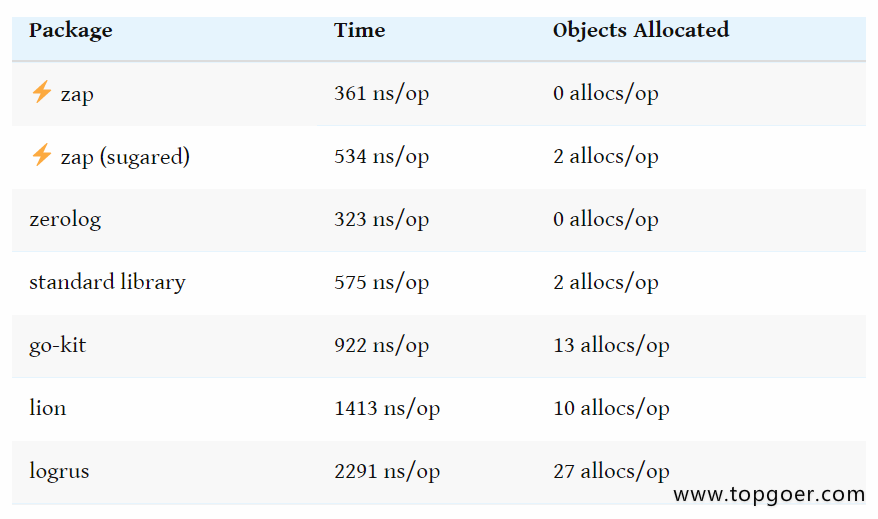 Package Time Objects Allocated
⚡ zap 361 ns/op 0 allocs/op
⚡ zap (sugared) 534 ns/op 2 allocs/op
zerolog 323 ns/op 0 allocs/op
standard library 575 ns/op 2 allocs/op
go-kit 922 ns/op 13 allocs/op
lion 1413 ns/op 10 allocs/op
logrus 2291 ns/op 27 allocs/op
www.topgoer.com